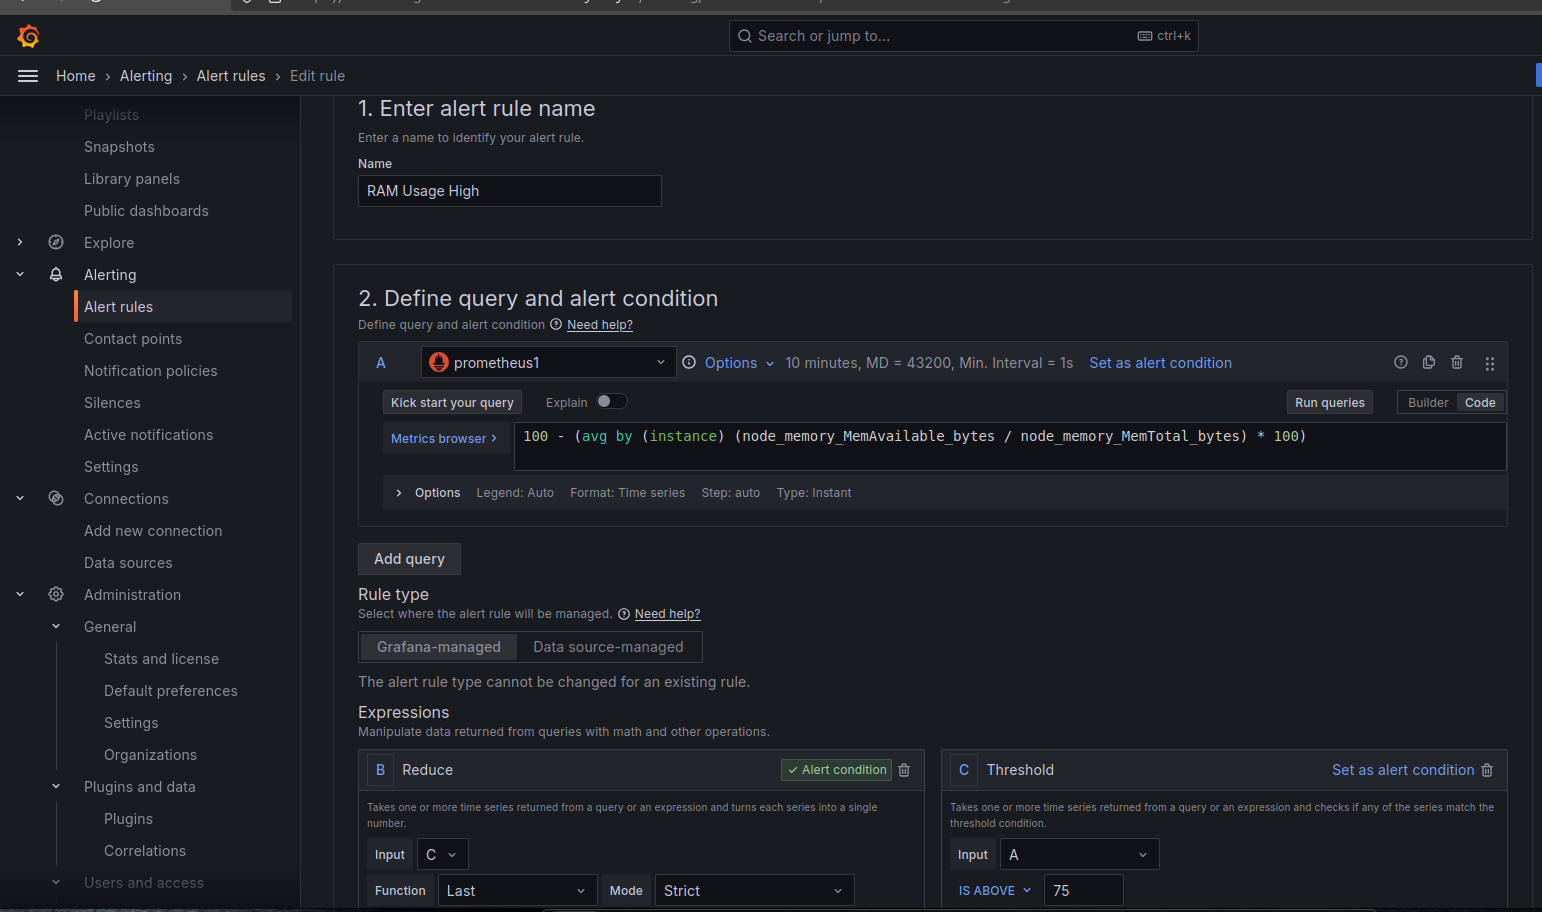 Search or jump to...
ctrl+k
Home › Alerting › Alert rules › Edit rule
Playlists
Snapshots
Library panels
Public dashboards
Explore
Alerting
Alert rules
Contact points
Notification policies
Silences
Active notifications
Settings
Connections
Add new connection
Data sources
Administration
General
Stats and license
Default preferences
Settings
Organizations
Plugins and data
Plugins
Correlations
Users and access
1. Enter alert rule name
Enter a name to identify your alert rule.
Name
RAM Usage High
2. Define query and alert condition
Define query and alert condition Need help?
A prometheus1 Options 10 minutes, MD = 43200, Min. Interval = 1s Set as alert condition
Kick start your query Explain Run queries Builder Code
Metrics browser › 100 - (avg by (instance) (node_memory_MemAvailable_bytes / node_memory_MemTotal_bytes) * 100)
Options Legend: Auto Format: Time series Step: auto Type: Instant
Add query
Rule type
Select where the alert rule will be managed. Need help?
Grafana-managed Data source-managed
The alert rule type cannot be changed for an existing rule.
Expressions
Manipulate data returned from queries with math and other operations.
B Reduce ✓ Alert condition
Takes one or more time series returned from a query or an expression and turns each series into a single
number.
Input C
Function Last Mode Strict
C Threshold Set as alert condition
Takes one or more time series returned from a query or an expression and checks if any of the series match the
threshold condition.
Input A
IS ABOVE 75